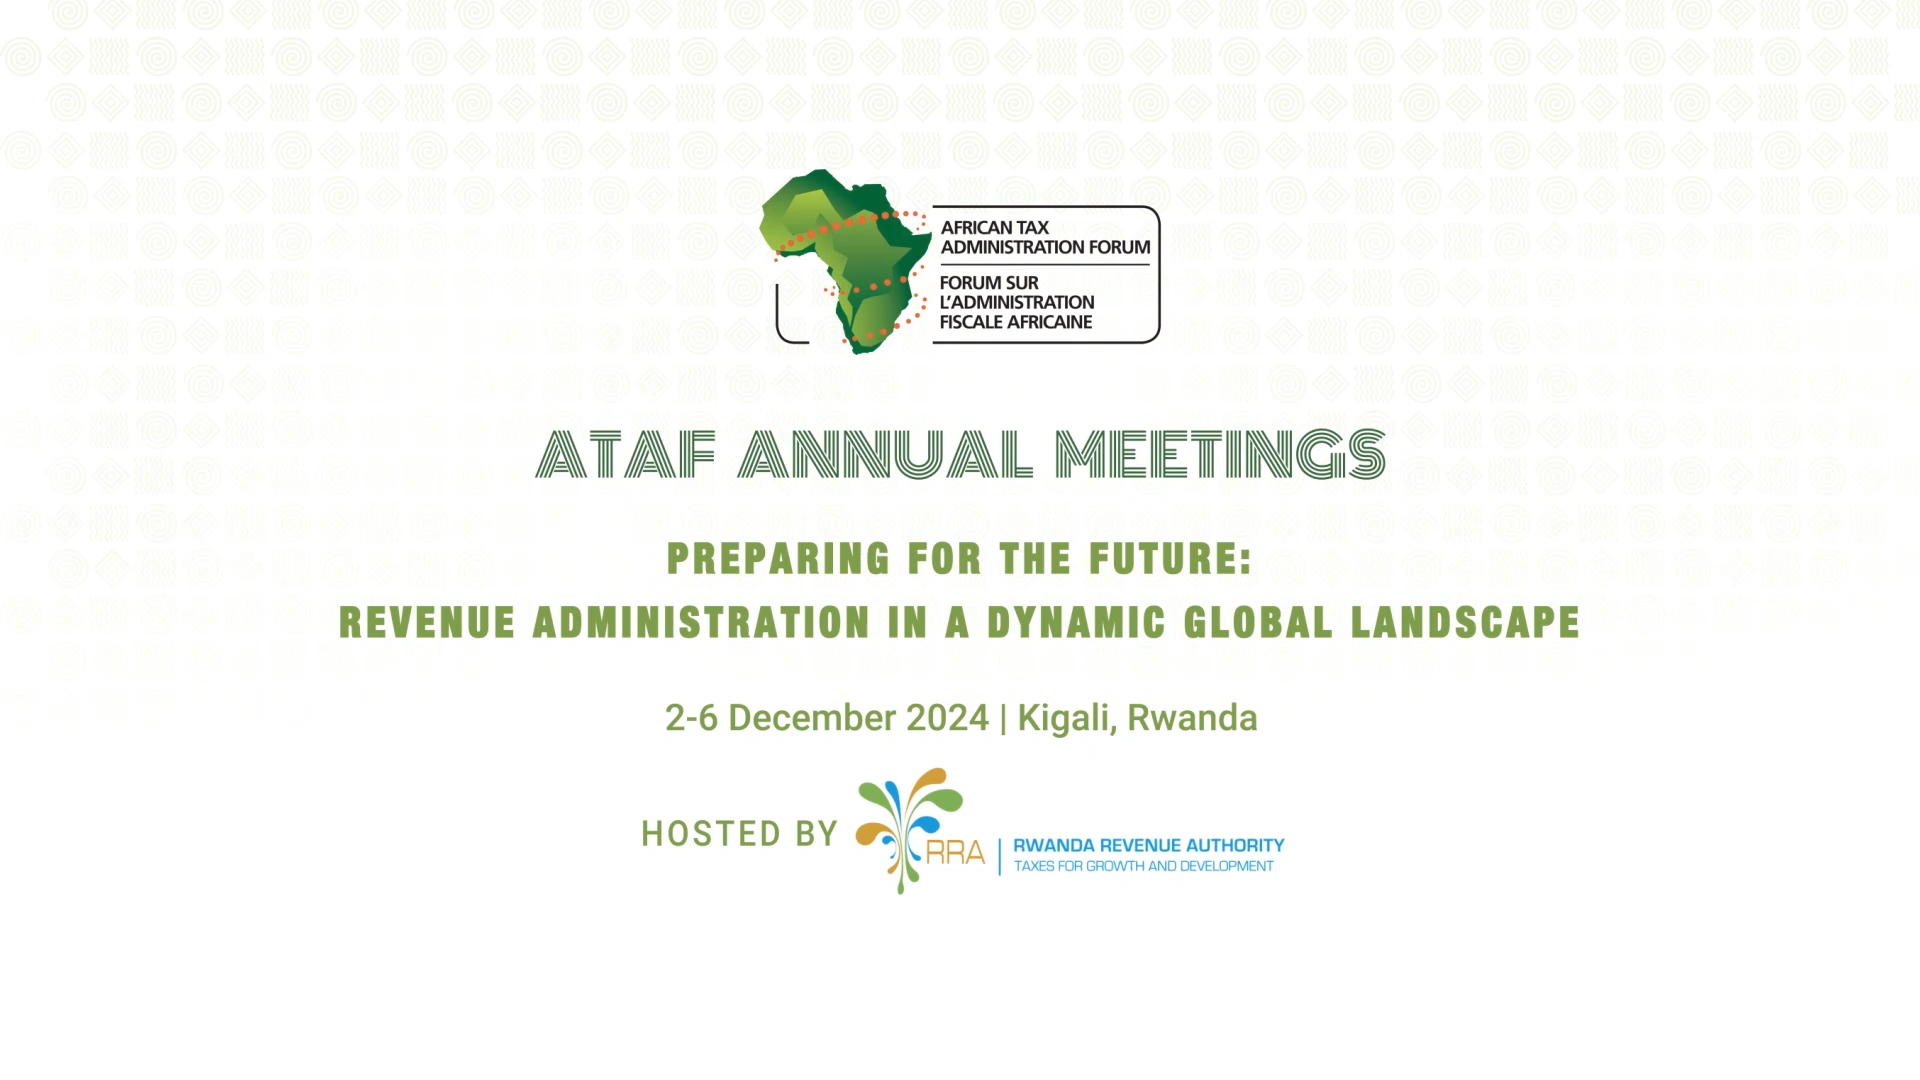 AFRICAN TAX
ADMINISTRATION FORUM
FORUM SUR
L'ADMINISTRATION
FISCALE AFRICAINE
ATAF ANNUAL MEETINGS
PREPARING FOR THE FUTURE:
REVENUE ADMINISTRATION IN A DYNAMIC GLOBAL LANDSCAPE
2-6 December 2024 | Kigali, Rwanda
HOSTED BY
RRA
RWANDA REVENUE AUTHORITY
TAXES FOR GROWTH AND DEVELOPMENT